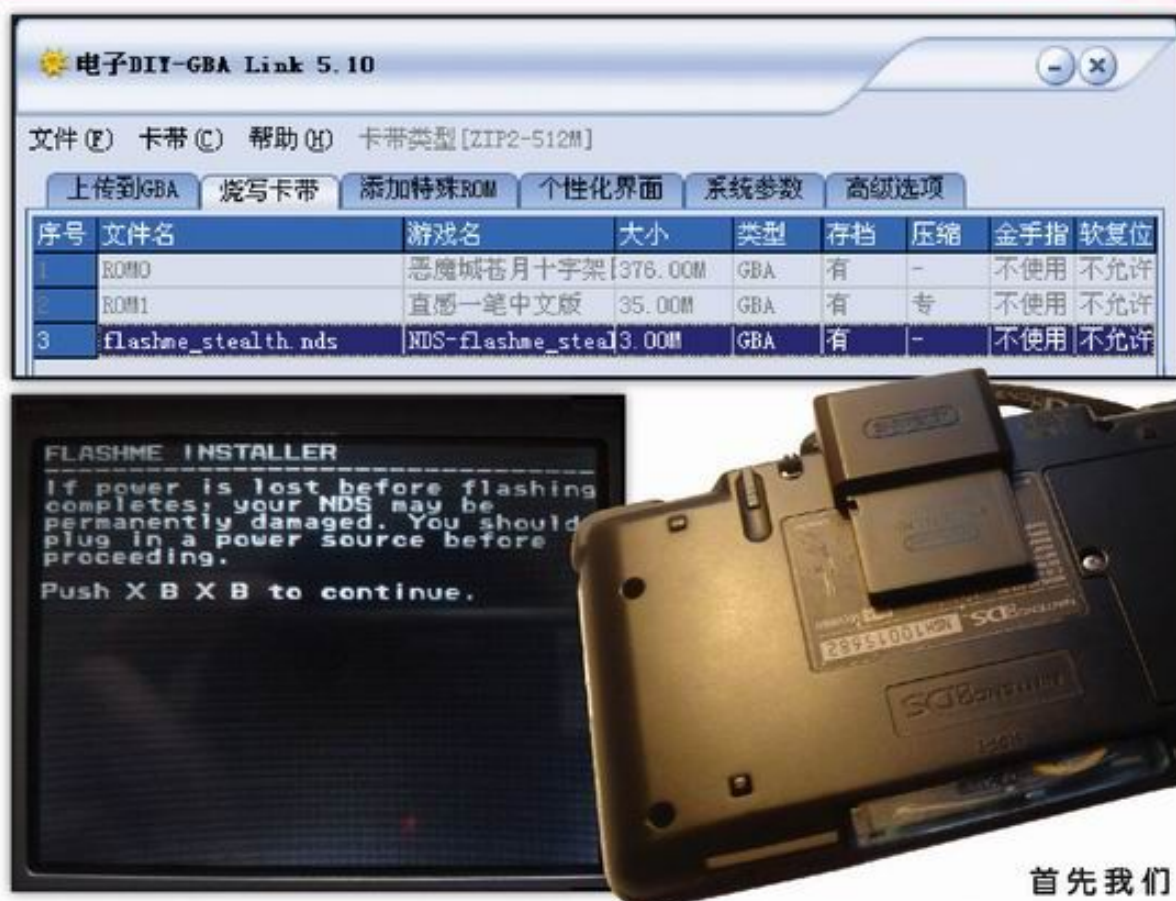 电子DIY-GBA Link 5.10
文件(F) 卡带(C) 帮助(H) 卡带类型[ZIP2-512M]
上传到GBA 烧写卡带 添加特殊ROM 个性化界面 系统参数 高级选项
序号 文件名 游戏名 大小 类型 存档 压缩 金手指 软复位
1 ROM0 恶魔城苍月十字架[ 376.00M GBA 有 - 不使用 不允许
2 ROM1 直感一笔中文版 35.00M GBA 有 专 不使用 不允许
3 flashme_stealth.nds NDS-flashme_steal 3.00M GBA 有 - 不使用 不允许
FLASHME INSTALLER
If power is lost before flashing
completes, your NDS may be
permanently damaged. You should
plug in a power source before
proceeding.
Push X B X B to continue.
NINTENDO DS
NINTENDO DS
首先我们